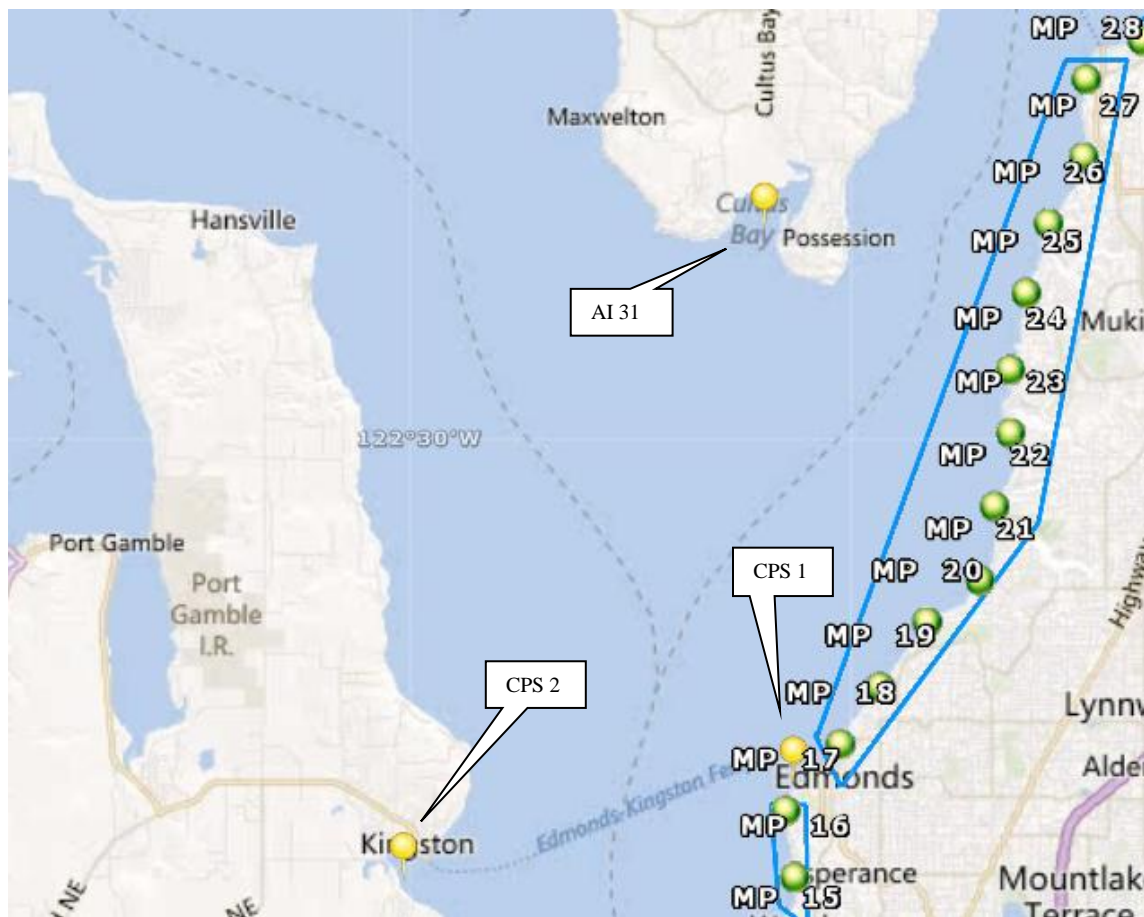 MP 28
Cultus Bay
MP 27
Maxwelton
MP 26
Cultus
Bay
Possession
Hansville
MP 25
AI 31
MP 24
Muki
MP 23
122°30'W
MP 22
MP 21
Port Gamble
CPS 1
MP 20
Port
Gamble
I.R.
Highway
MP 19
CPS 2
MP 18
Lynnw
MP 17
Edmonds
Alde
Edmonds-Kingston Fe
MP 16
Kingston
sperance
Mountlak
Terrace
MP 15
NE
NE